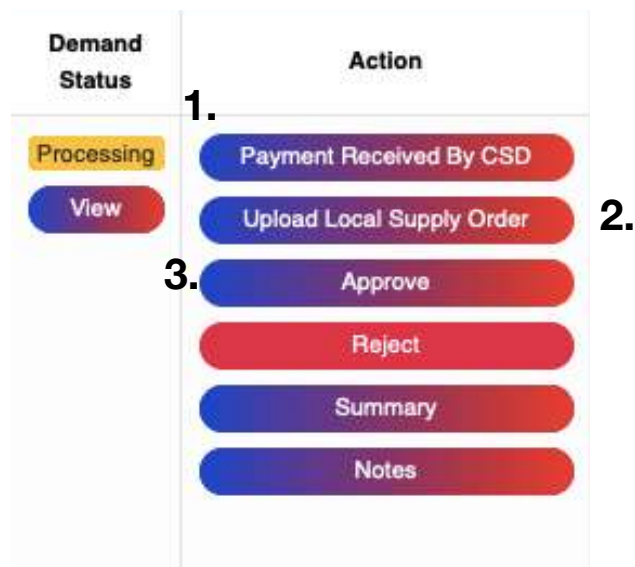 Demand
Status
Action
1.
Processing
View
Payment Received By CSD
Upload Local Supply Order
2.
3.
Approve
Reject
Summary
Notes